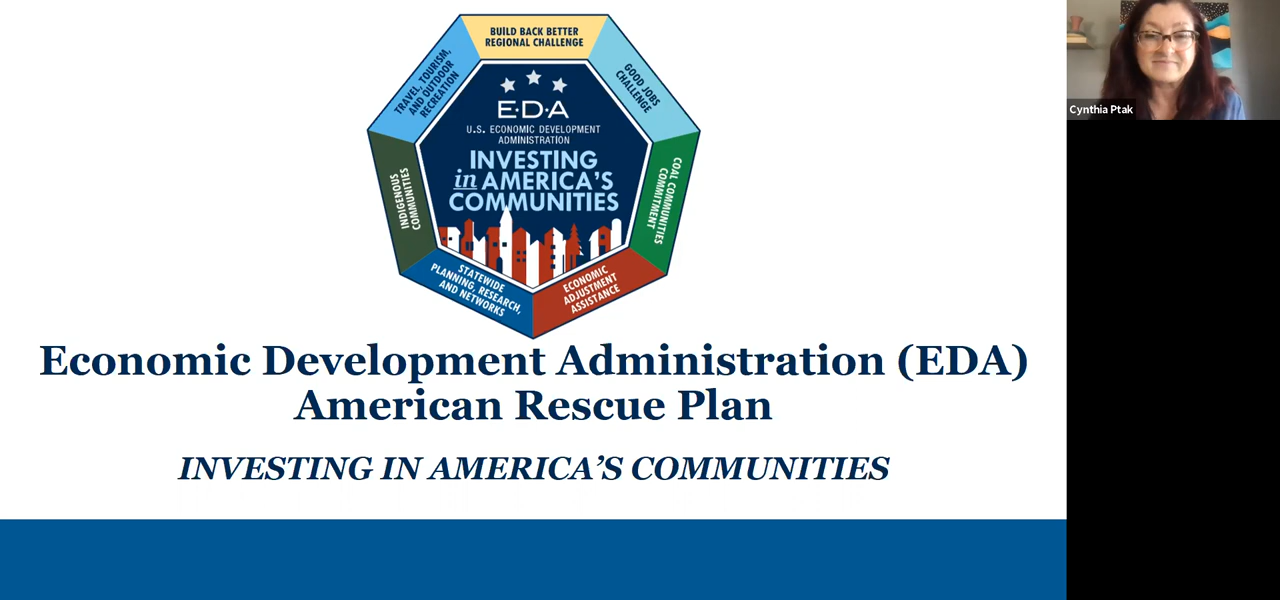 BUILD BACK BETTER
REGIONAL CHALLENGE
GOOD JOBS
CHALLENGE
COAL COMMUNITIES
COMMITMENT
ECONOMIC
ADJUSTMENT
ASSISTANCE
STATEWIDE
PLANNING, RESEARCH,
AND NETWORKS
INDIGENOUS
COMMUNITIES
TRAVEL, TOURISM,
AND OUTDOOR
RECREATION
E·D·A
U.S. ECONOMIC DEVELOPMENT
ADMINISTRATION
INVESTING
in AMERICA'S
COMMUNITIES
Economic Development Administration (EDA)
American Rescue Plan
INVESTING IN AMERICA'S COMMUNITIES
Cynthia Ptak